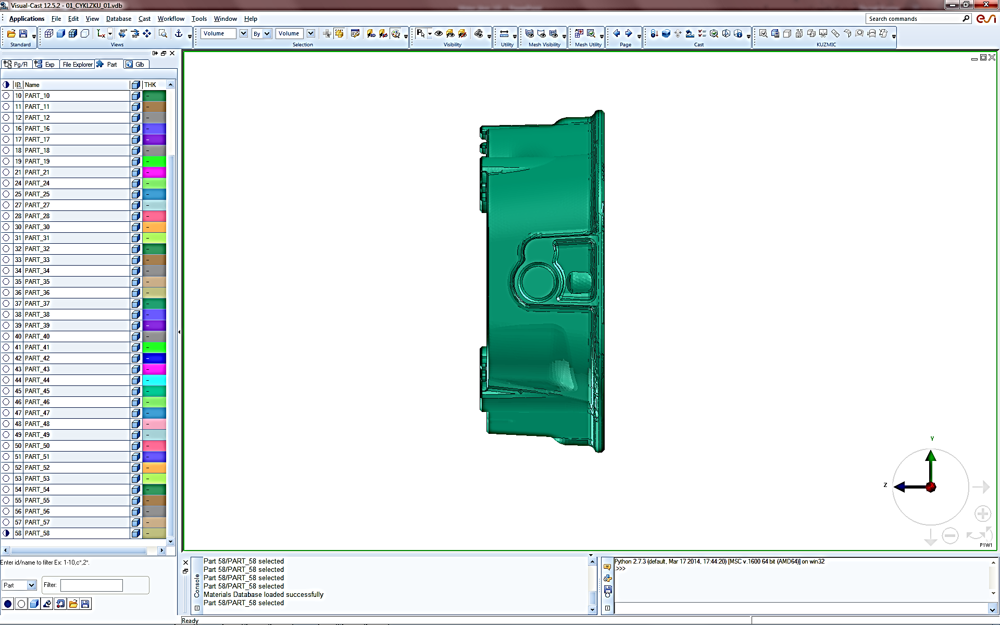 Visual-Cast 12.5.2 - 01_CYKLZKU_01.vdb
Applications File Edit View Database Cast Workflow Tools Window Help
Search commands
esi
Volume By Volume
Standard Views Selection Visibility Utility Mesh Visibility Mesh Utility Page Cast KUZMIC
Pg/Fl Exp File Explorer Part Glb
ID Name THK
10 PART_10 -
11 PART_11 -
12 PART_12 -
16 PART_16 -
17 PART_17 -
18 PART_18 -
19 PART_19 -
21 PART_21 -
24 PART_24 -
25 PART_25 -
27 PART_27 -
28 PART_28 -
30 PART_30 -
31 PART_31 -
32 PART_32 -
33 PART_33 -
34 PART_34 -
35 PART_35 -
36 PART_36 -
37 PART_37 -
38 PART_38 -
39 PART_39 -
40 PART_40 -
41 PART_41 -
42 PART_42 -
43 PART_43 -
44 PART_44 -
45 PART_45 -
46 PART_46 -
47 PART_47 -
48 PART_48 -
49 PART_49 -
50 PART_50 -
51 PART_51 -
52 PART_52 -
53 PART_53 -
54 PART_54 -
55 PART_55 -
56 PART_56 -
57 PART_57 -
58 PART_58 -
Y
Z
P1W1
Enter id/name to filter Ex: 1-10,c*,2*.
Part Filter:
Console
Part 58/PART_58 selected
Part 58/PART_58 selected
Part 58/PART_58 selected
Part 58/PART_58 selected
Materials Database loaded successfully
Part 58/PART_58 selected
Python 2.7.3 (default, Mar 17 2014, 17:44:20) [MSC v.1600 64 bit (AMD64)] on win32
>>>
Ready